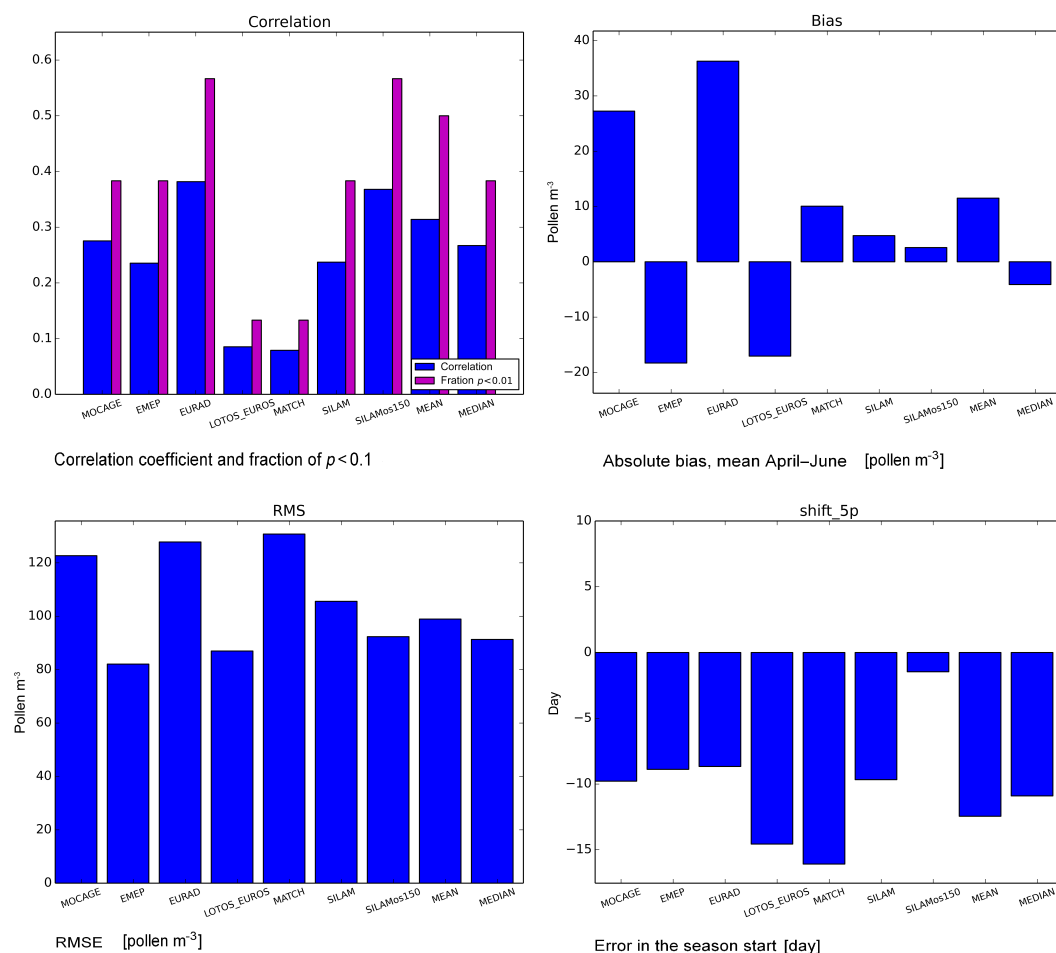 Correlation
0.6
0.5
0.4
0.3
0.2
0.1
0.0
Correlation
Fration p<0.01
MOCAGE
EMEP
EURAD
LOTOS_EUROS
MATCH
SILAM
SILAMos150
MEAN
MEDIAN
Correlation coefficient and fraction of p<0.1
Bias
Pollen m-3
40
30
20
10
0
−10
−20
MOCAGE
EMEP
EURAD
LOTOS_EUROS
MATCH
SILAM
SILAMos150
MEAN
MEDIAN
Absolute bias, mean April–June [pollen m-3]
RMS
Pollen m-3
120
100
80
60
40
20
0
MOCAGE
EMEP
EURAD
LOTOS_EUROS
MATCH
SILAM
SILAMos150
MEAN
MEDIAN
RMSE [pollen m-3]
shift_5p
Day
10
5
0
−5
−10
−15
MOCAGE
EMEP
EURAD
LOTOS_EUROS
MATCH
SILAM
SILAMos150
MEAN
MEDIAN
Error in the season start [day]